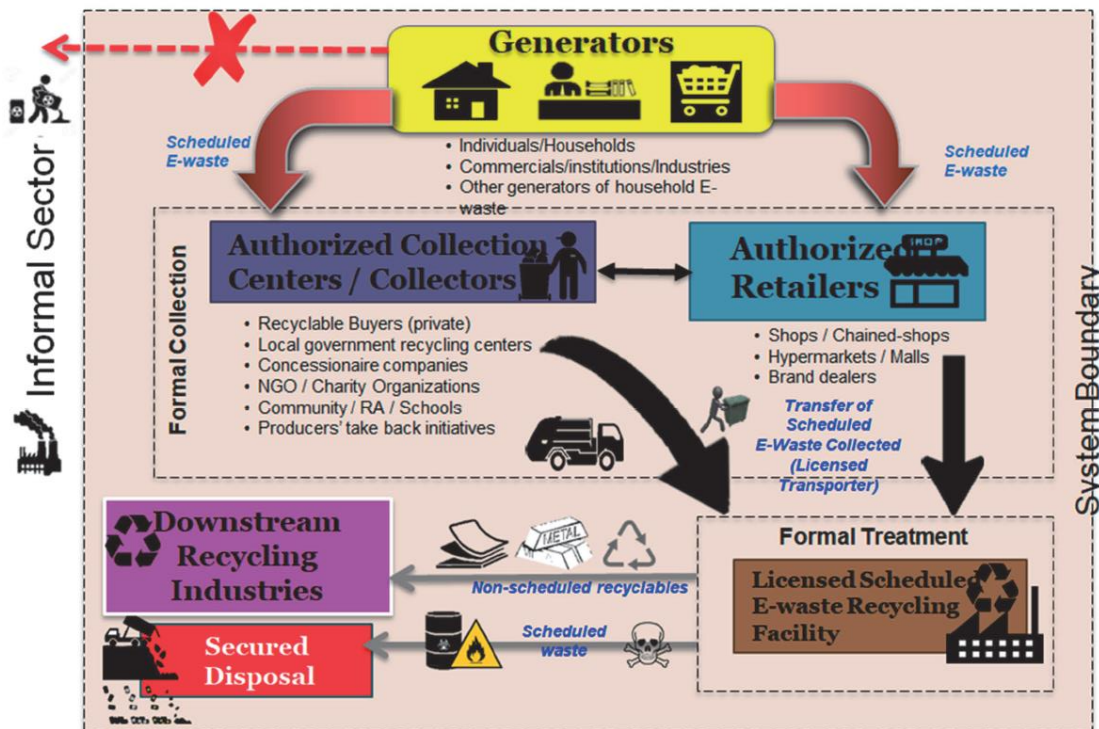 Generators
• Individuals/Households
• Commercials/institutions/Industries
• Other generators of household E-
waste
Scheduled
E-waste
Scheduled
E-waste
Informal Sector
System Boundary
Formal Collection
Authorized Collection
Centers / Collectors
• Recyclable Buyers (private)
• Local government recycling centers
• Concessionaire companies
• NGO / Charity Organizations
• Community / RA / Schools
• Producers' take back initiatives
Authorized
Retailers
SHOP
• Shops / Chained-shops
• Hypermarkets / Malls
• Brand dealers
Transfer of
Scheduled
E-Waste Collected
(Licensed
Transporter)
Formal Treatment
Licensed Scheduled
E-waste Recycling
Facility
METAL
Non-scheduled recyclables
Downstream
Recycling
Industries
Scheduled
waste
Secured
Disposal